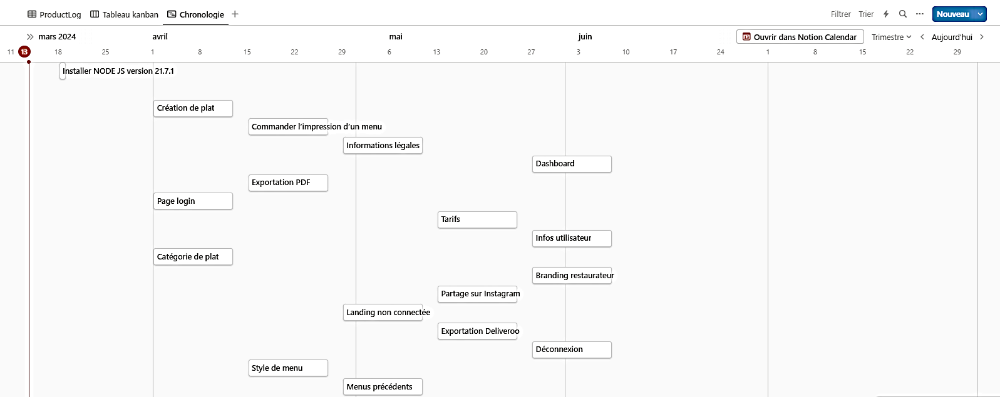 ProductLog Tableau kanban Chronologie Filtrer Trier Nouveau
mars 2024 avril mai juin Ouvrir dans Notion Calendar Trimestre Aujourd'hui
11 13 18 25 1 8 15 22 29 6 13 20 27 3 10 17 24 1 8 15 22 29
Installer NODE JS version 21.7.1
Création de plat
Commander l'impression d'un menu
Informations légales
Dashboard
Exportation PDF
Page login
Tarifs
Infos utilisateur
Catégorie de plat
Branding restaurateur
Partage sur Instagram
Landing non connectée
Exportation Deliveroo
Déconnexion
Style de menu
Menus précédents